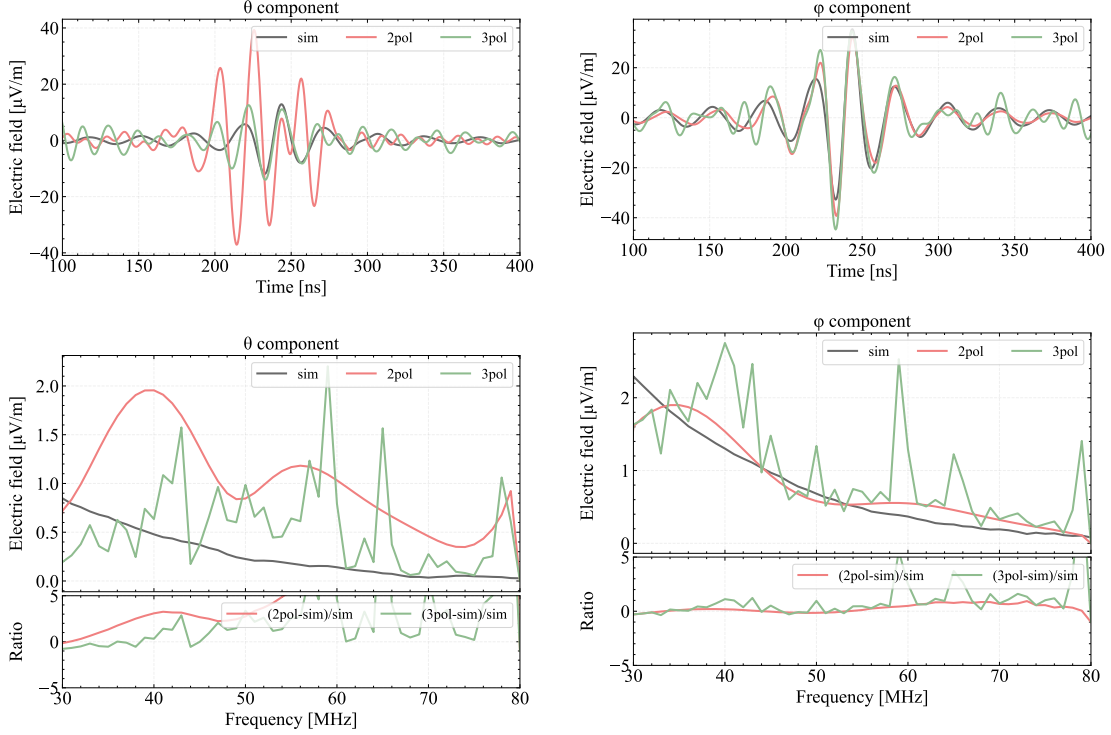 θ component
sim 2pol 3pol
Electric field [μV/m]
40
20
0
−20
−40
100 150 200 250 300 350 400
Time [ns]
φ component
sim 2pol 3pol
Electric field [μV/m]
20
0
−20
−40
100 150 200 250 300 350 400
Time [ns]
θ component
sim 2pol 3pol
Electric field [μV/m]
2.0
1.5
1.0
0.5
0.0
(2pol-sim)/sim (3pol-sim)/sim
Ratio
5
0
−5
30 40 50 60 70 80
Frequency [MHz]
φ component
sim 2pol 3pol
Electric field [μV/m]
2
1
0
(2pol-sim)/sim (3pol-sim)/sim
Ratio
5
0
−5
30 40 50 60 70 80
Frequency [MHz]